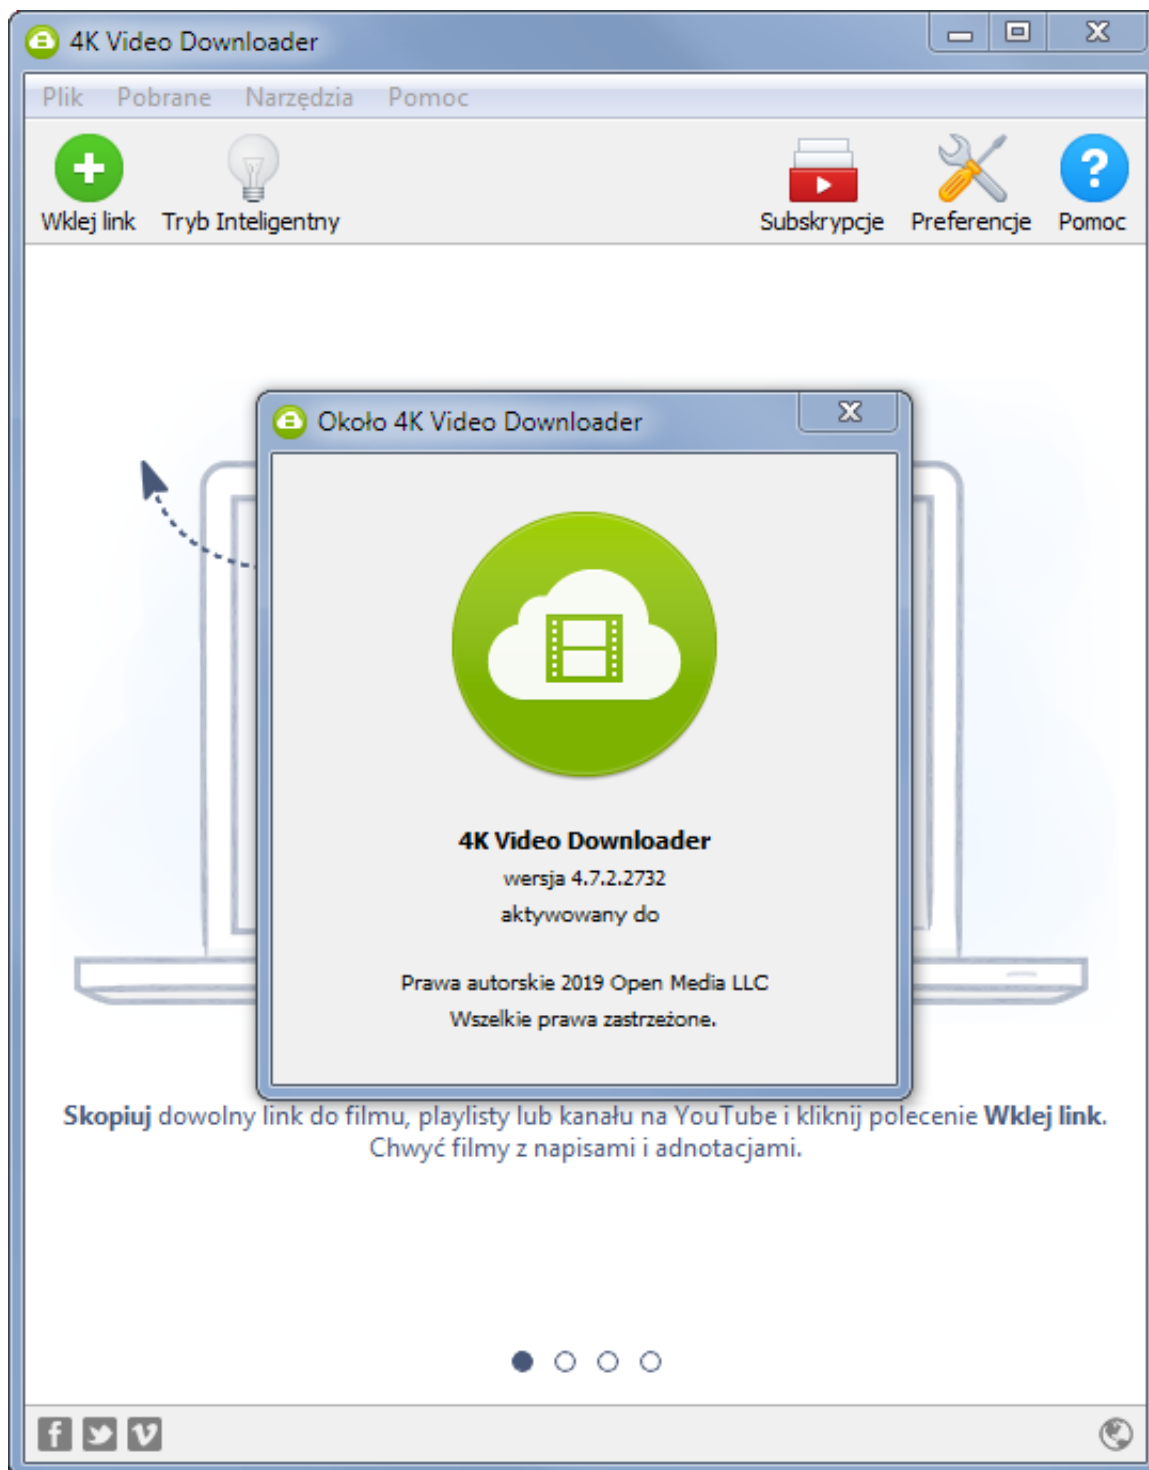 4K Video Downloader
Plik Pobrane Narzędzia Pomoc
Wklej link Tryb Inteligentny Subskrypcje Preferencje Pomoc
Około 4K Video Downloader
4K Video Downloader
wersja 4.7.2.2732
aktywowany do
Prawa autorskie 2019 Open Media LLC
Wszelkie prawa zastrzeżone.
Skopiuj dowolny link do filmu, playlisty lub kanału na YouTube i kliknij polecenie Wklej link.
Chwyć filmy z napisami i adnotacjami.